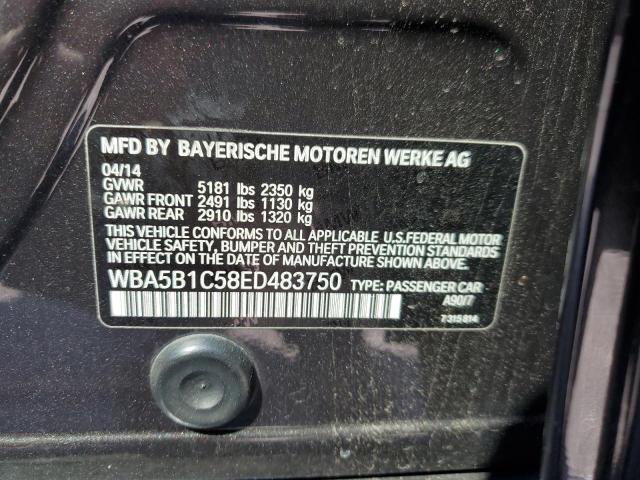 MFD BY BAYERISCHE MOTOREN WERKE AG
04/14
GVWR 5181 lbs 2350 kg
GAWR FRONT 2491 lbs 1130 kg
GAWR REAR 2910 lbs 1320 kg
THIS VEHICLE CONFORMS TO ALL APPLICABLE U.S. FEDERAL MOTOR
VEHICLE SAFETY, BUMPER AND THEFT PREVENTION STANDARDS
IN EFFECT ON THE DATE OF MANUFACTURE SHOWN ABOVE.
WBA5B1C58ED483750 TYPE: PASSENGER CAR
A90/7
7 315 814